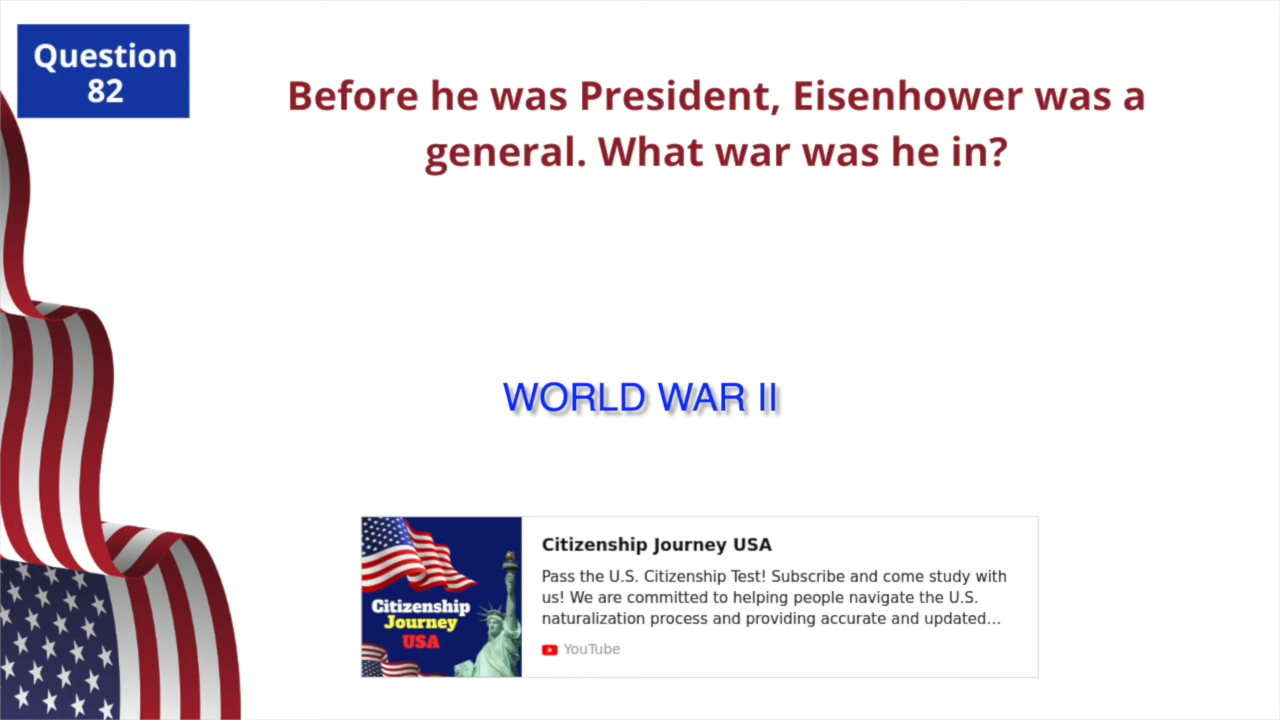 Question
82
Before he was President, Eisenhower was a
general. What war was he in?
WORLD WAR II
Citizenship
Journey
USA
Citizenship Journey USA
Pass the U.S. Citizenship Test! Subscribe and come study with
us! We are committed to helping people navigate the U.S.
naturalization process and providing accurate and updated...
YouTube